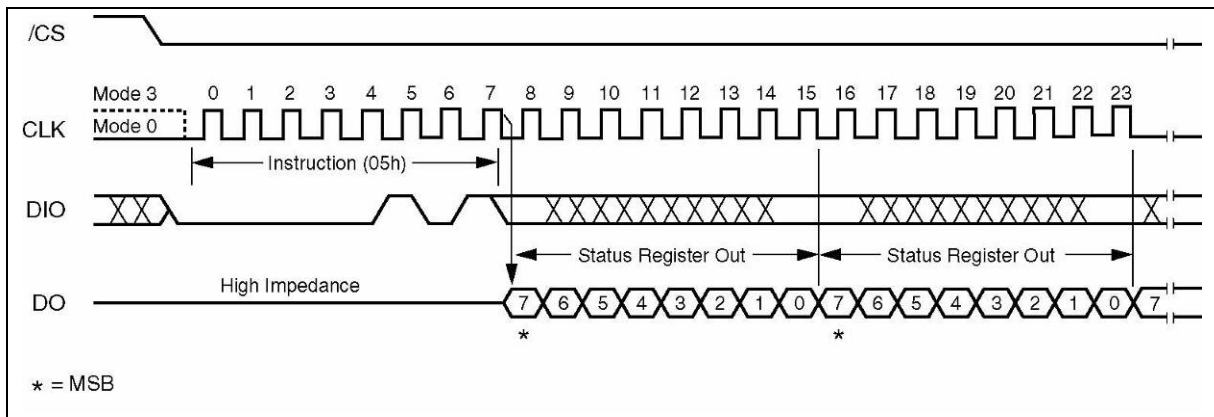 /CS
Mode 3 0 1 2 3 4 5 6 7 8 9 10 11 12 13 14 15 16 17 18 19 20 21 22 23
CLK Mode 0
Instruction (05h)
DIO
Status Register Out Status Register Out
High Impedance
DO 7 6 5 4 3 2 1 0 7 6 5 4 3 2 1 0 7
* *
* = MSB